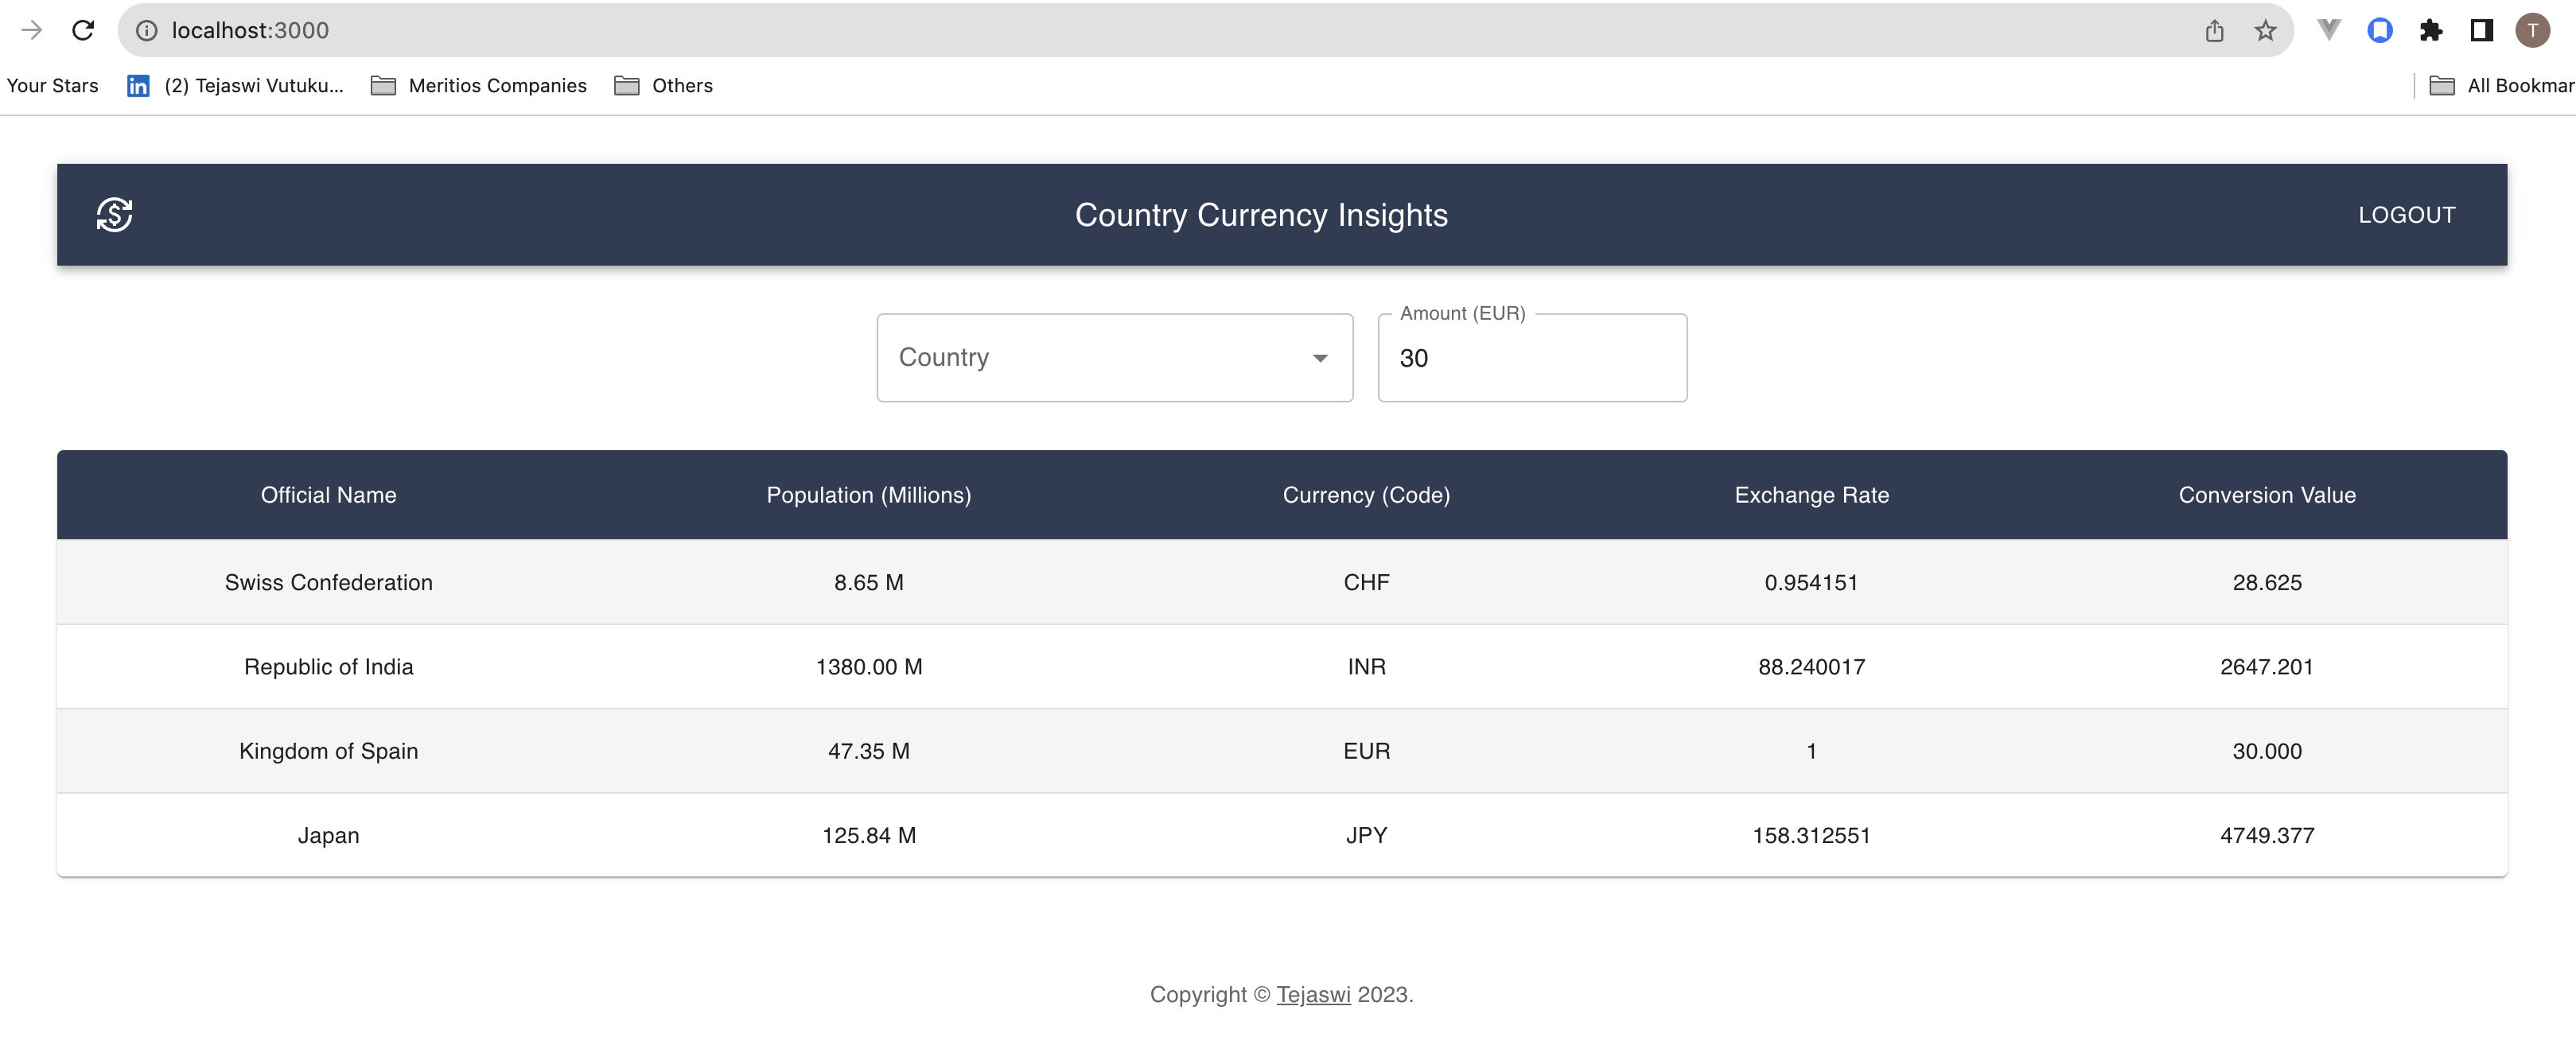 localhost:3000
T
Your Stars
in (2) Tejaswi Vutuku... Meritios Companies Others All Bookmar
$ Country Currency Insights LOGOUT
Amount (EUR)
Country 30
Official Name Population (Millions) Currency (Code) Exchange Rate Conversion Value
Swiss Confederation 8.65 M CHF 0.954151 28.625
Republic of India 1380.00 M INR 88.240017 2647.201
Kingdom of Spain 47.35 M EUR 1 30.000
Japan 125.84 M JPY 158.312551 4749.377
Copyright © Tejaswi 2023.